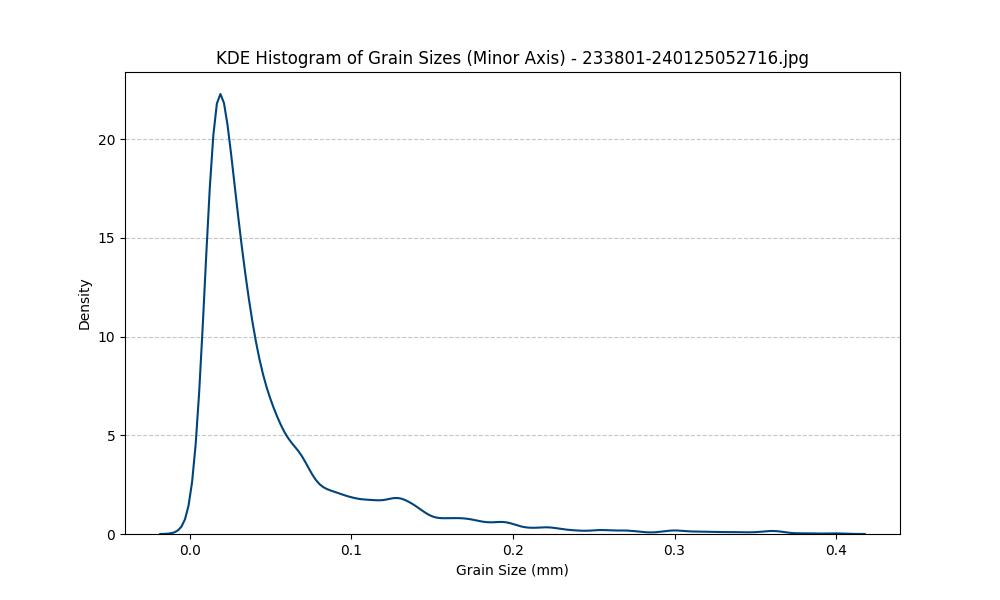 KDE Histogram of Grain Sizes (Minor Axis) - 233801-240125052716.jpg
20
15
10
5
0
Density
0.0 0.1 0.2 0.3 0.4
Grain Size (mm)